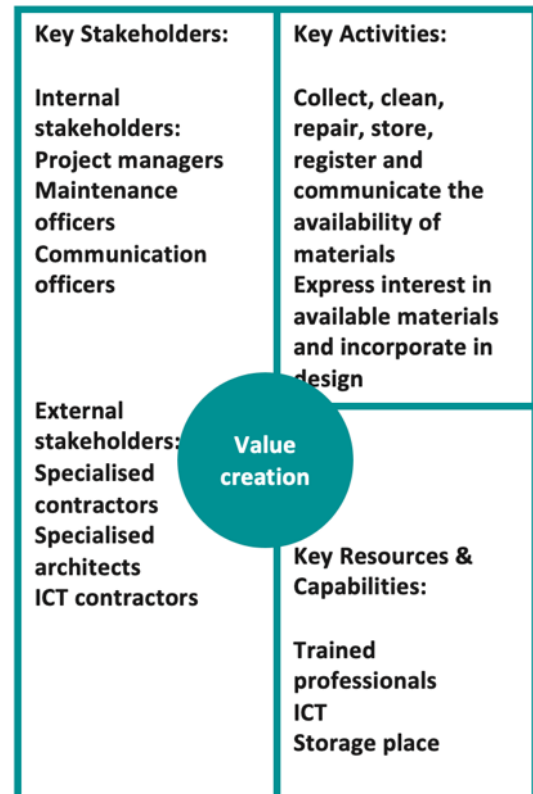 Key Stakeholders:
Internal
stakeholders:
Project managers
Maintenance
officers
Communication
officers
External
stakeholders:
Specialised
contractors
Specialised
architects
ICT contractors
Key Activities:
Collect, clean,
repair, store,
register and
communicate the
availability of
materials
Express interest in
available materials
and incorporate in
design
Value
creation
Key Resources &
Capabilities:
Trained
professionals
ICT
Storage place